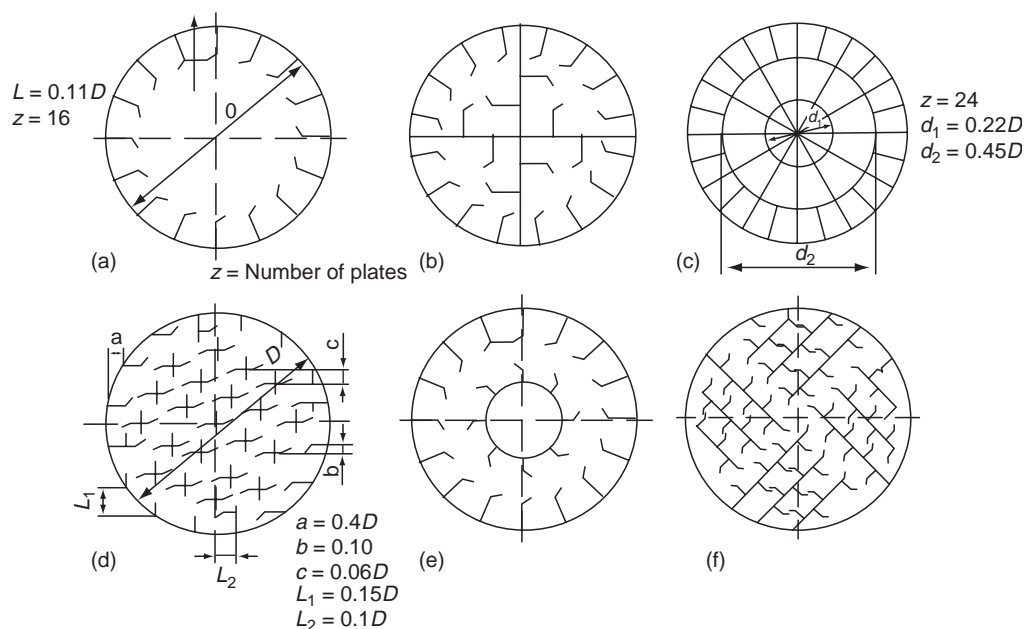 L = 0.11D
z = 16
0
(a)
z = Number of plates
(b)
z = 24
d1 = 0.22D
d2 = 0.45D
d1
(c)
d2
a
D
c
b
L1
(d)
L2
a = 0.4D
b = 0.10
c = 0.06D
L1 = 0.15D
L2 = 0.1D
(e)
(f)